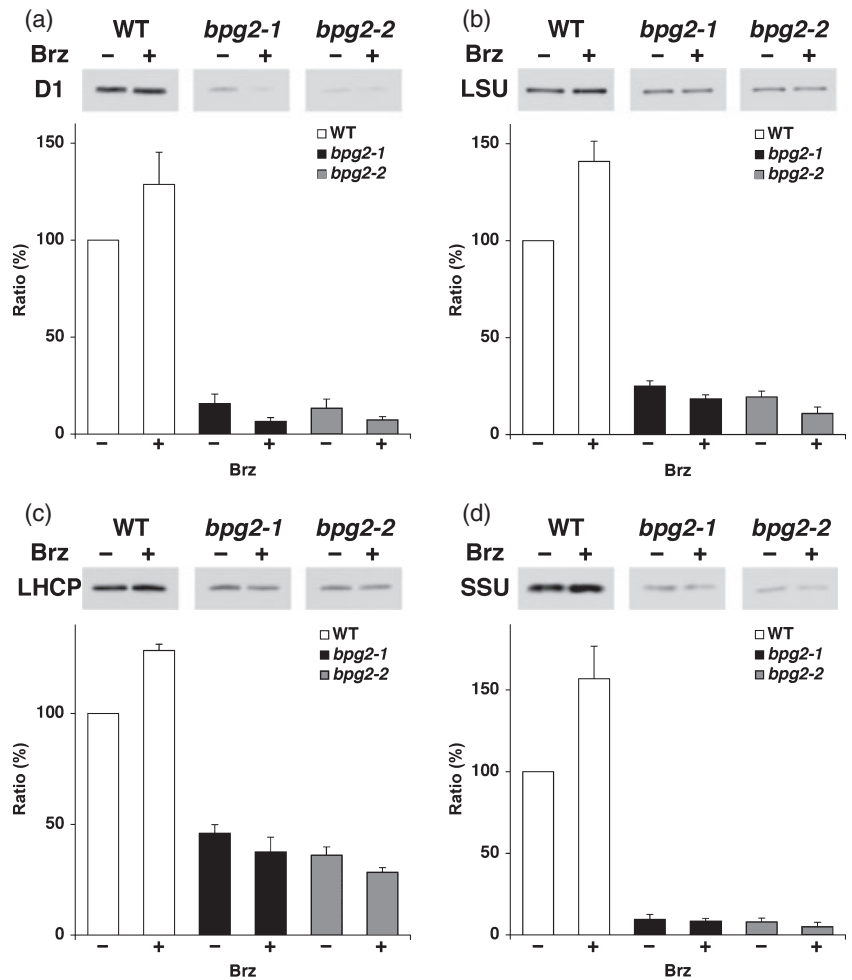 (a)
WT bpg2-1 bpg2-2
Brz − + − + − +
D1
150
100
50
0
Ratio (%)
WT
bpg2-1
bpg2-2
− + − + − +
Brz
(b)
WT bpg2-1 bpg2-2
Brz − + − + − +
LSU
150
100
50
0
Ratio (%)
WT
bpg2-1
bpg2-2
− + − + − +
Brz
(c)
WT bpg2-1 bpg2-2
Brz − + − + − +
LHCP
100
50
0
Ratio (%)
WT
bpg2-1
bpg2-2
− + − + − +
Brz
(d)
WT bpg2-1 bpg2-2
Brz − + − + − +
SSU
150
100
50
0
Ratio (%)
WT
bpg2-1
bpg2-2
− + − + − +
Brz